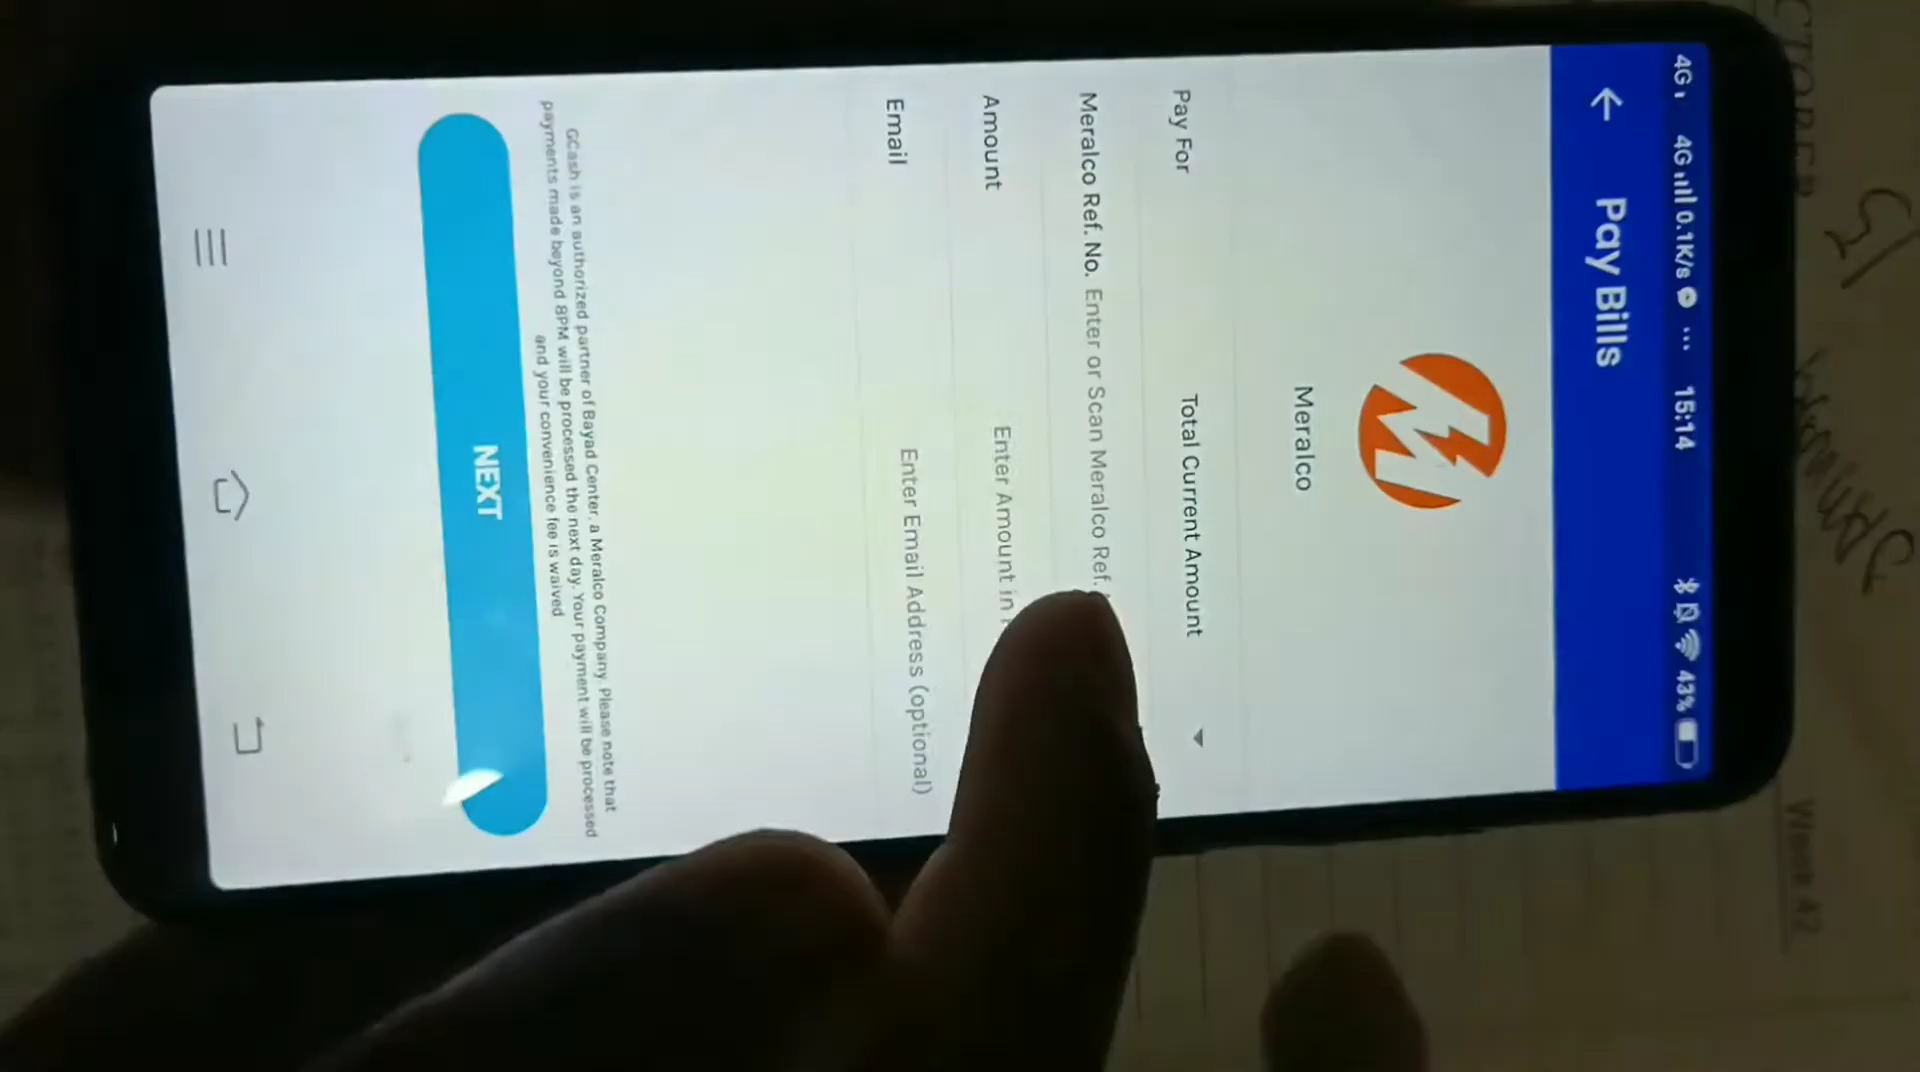 4G 4G 0.1K/s ... 15:14 43%
Pay Bills
Meralco
Pay For Total Current Amount
Meralco Ref. No. Enter or Scan Meralco Ref.
Amount Enter Amount in
Email Enter Email Address (optional)
GCash is an authorized partner of Bayad Center, a Meralco Company. Please note that
payments made beyond 8PM will be processed the next day. Your payment will be processed
and your convenience fee is waived
NEXT
Week 42